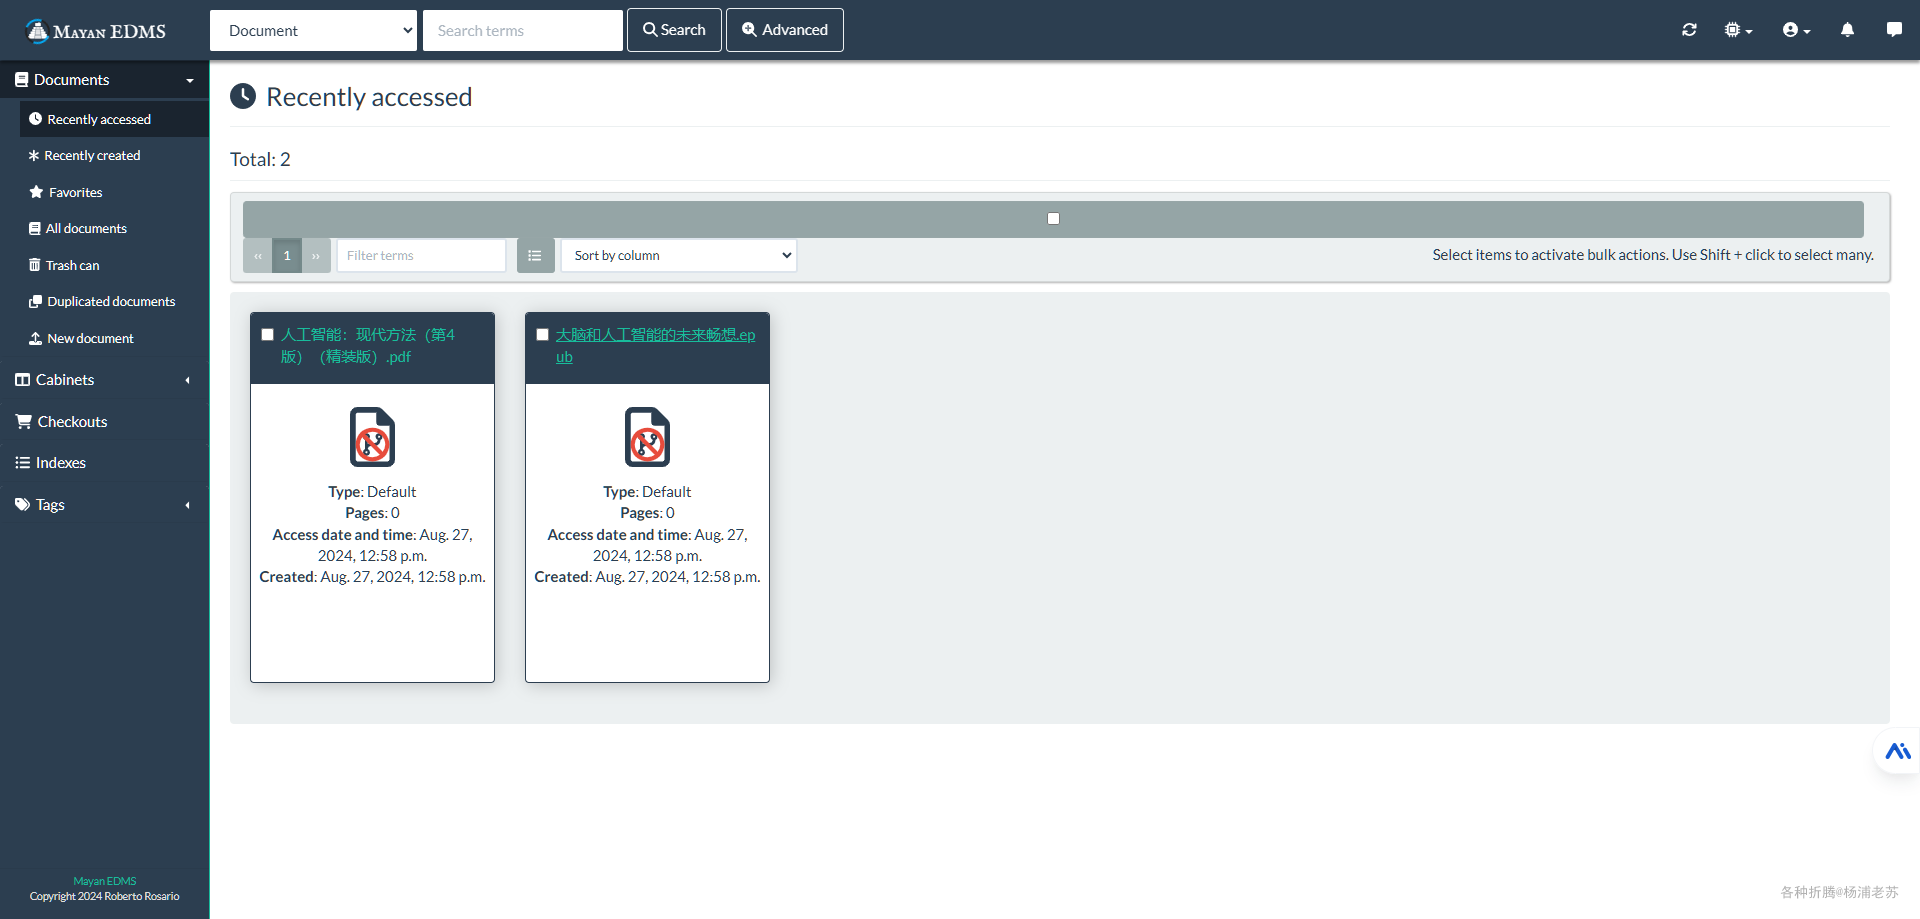 Mayan EDMS
Document
Search terms
Search
Advanced
Documents
Recently accessed
Recently created
Favorites
All documents
Trash can
Duplicated documents
New document
Cabinets
Checkouts
Indexes
Tags
Mayan EDMS
Copyright 2024 Roberto Rosario
Recently accessed
Total: 2
«
1
»
Filter terms
Sort by column
Select items to activate bulk actions. Use Shift + click to select many.
人工智能：现代方法（第4
版）（精装版）.pdf
Type: Default
Pages: 0
Access date and time: Aug. 27,
2024, 12:58 p.m.
Created: Aug. 27, 2024, 12:58 p.m.
大脑和人工智能的未来畅想.ep
ub
Type: Default
Pages: 0
Access date and time: Aug. 27,
2024, 12:58 p.m.
Created: Aug. 27, 2024, 12:58 p.m.
各种折腾@杨浦老苏